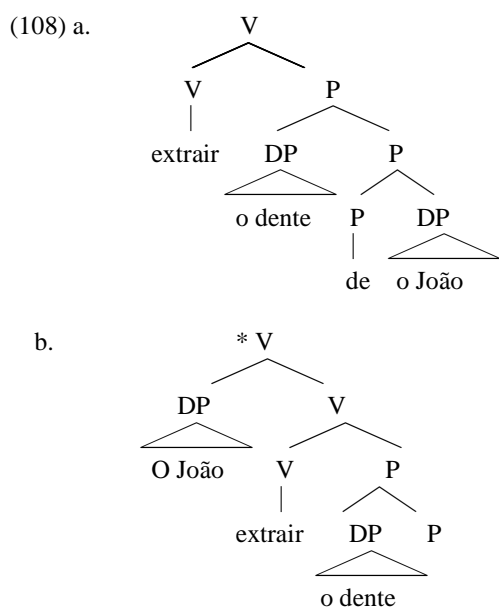 (108) a. V
V P
extrair DP P
o dente P DP
de o João
b. * V
DP V
O João V P
extrair DP P
o dente